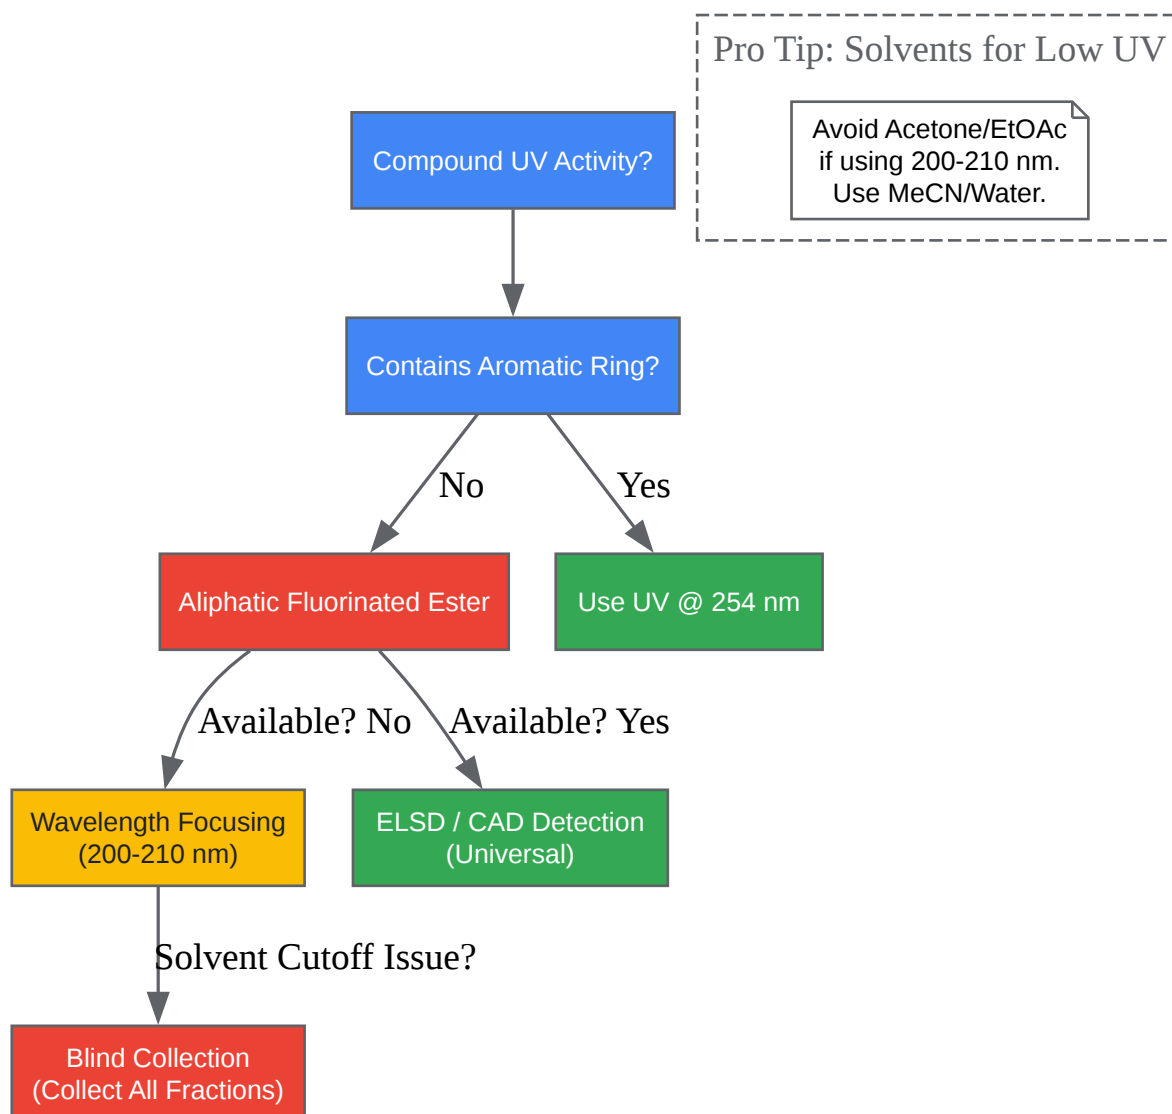 Pro Tip: Solvents for Low UV
Avoid Acetone/EtOAc
if using 200-210 nm.
Use MeCN/Water.
Compound UV Activity?
Contains Aromatic Ring?
No
Yes
Aliphatic Fluorinated Ester
Use UV @ 254 nm
Available? No
Available? Yes
Wavelength Focusing
(200-210 nm)
ELSD / CAD Detection
(Universal)
Solvent Cutoff Issue?
Blind Collection
(Collect All Fractions)